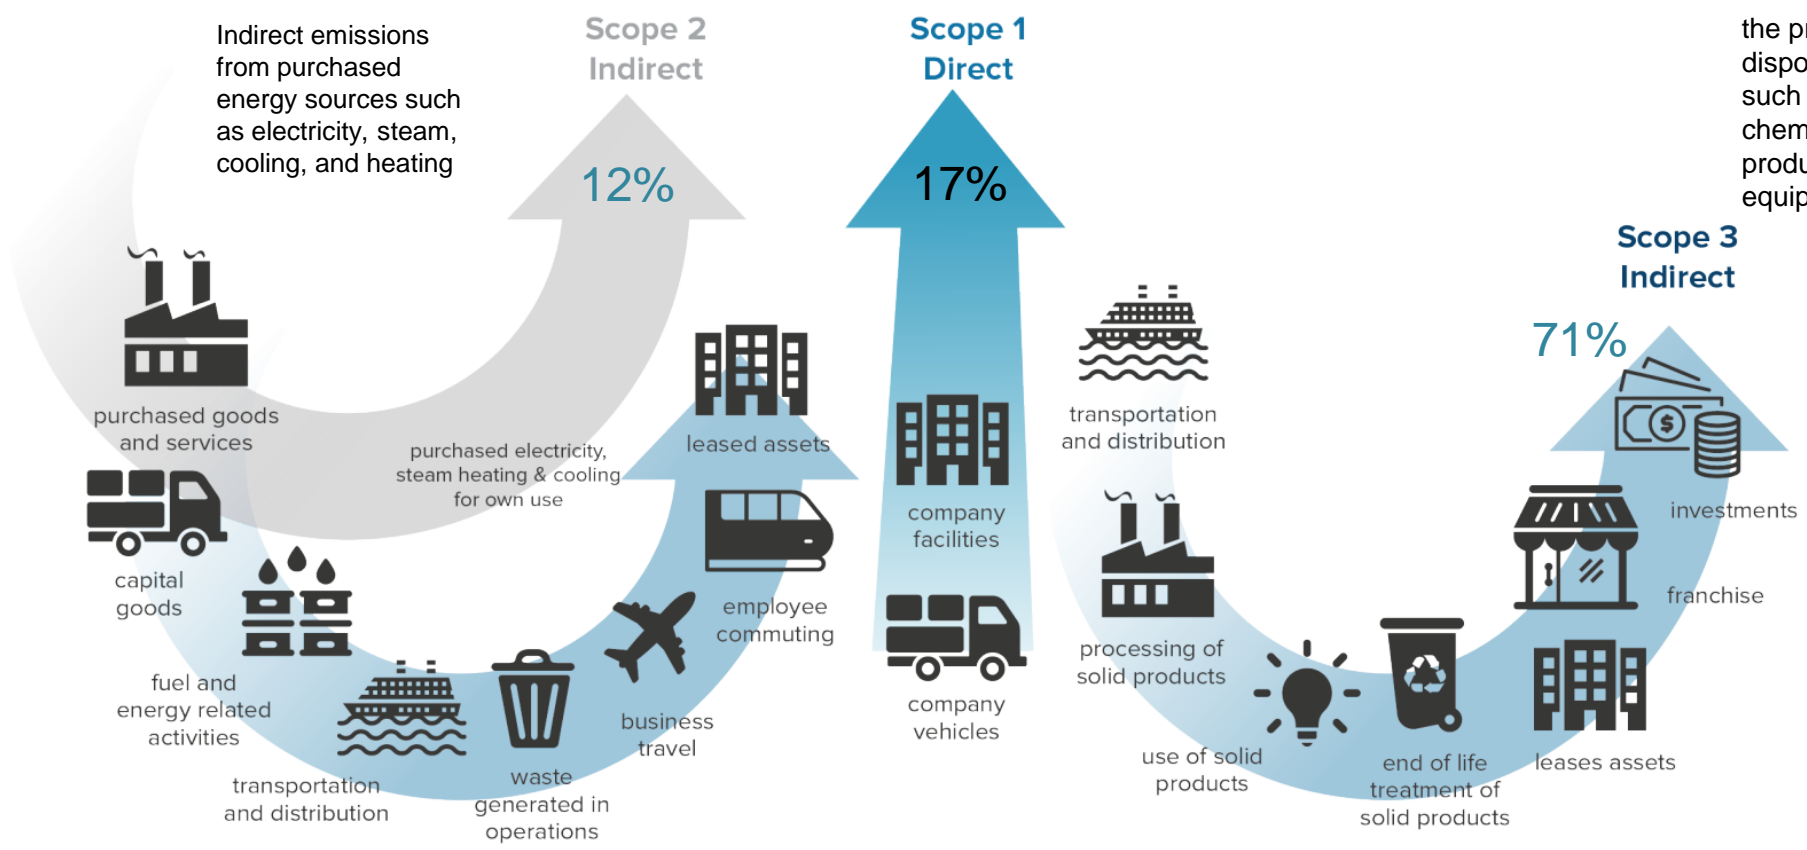 Indirect emissions
from purchased
energy sources such
as electricity, steam,
cooling, and heating
Scope 2
Indirect
12%
Scope 1
Direct
17%
the
such
Scope 3
Indirect
71%
purchased goods
and services
capital
goods
fuel and
energy related
activities
transportation
and distribution
waste
generated in
operations
business
travel
employee
commuting
leased assets
purchased electricity,
steam heating & cooling
for own use
company
facilities
company
vehicles
transportation
and distribution
processing of
solid products
use of solid
products
end of life
treatment of
solid products
leases assets
franchise
investments